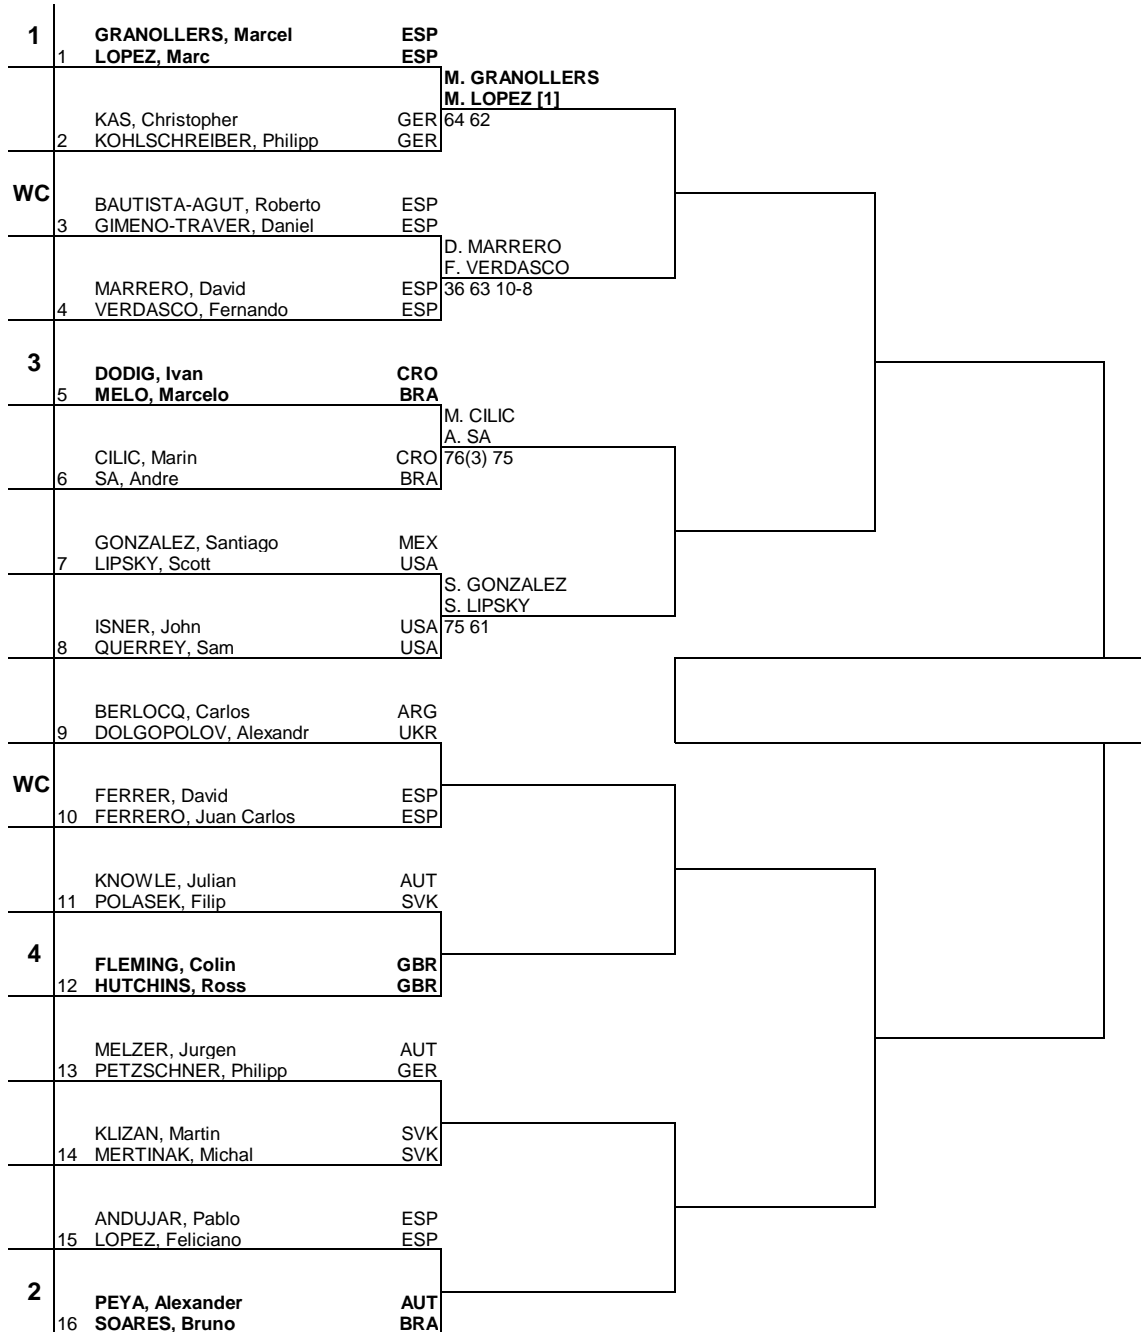 1 GRANOLLERS, Marcel ESP
1 LOPEZ, Marc ESP
M. GRANOLLERS
M. LOPEZ [1]
KAS, Christopher GER 64 62
2 KOHLSCHREIBER, Philipp GER
WC BAUTISTA-AGUT, Roberto ESP
3 GIMENO-TRAVER, Daniel ESP
D. MARRERO
F. VERDASCO
MARRERO, David ESP 36 63 10-8
4 VERDASCO, Fernando ESP
3 DODIG, Ivan CRO
5 MELO, Marcelo BRA
M. CILIC
A. SA
CILIC, Marin CRO 76(3) 75
6 SA, Andre BRA
GONZALEZ, Santiago MEX
7 LIPSKY, Scott USA
S. GONZALEZ
S. LIPSKY
ISNER, John USA 75 61
8 QUERREY, Sam USA
BERLOCQ, Carlos ARG
9 DOLGOPOLOV, Alexandr UKR
WC FERRER, David ESP
10 FERRERO, Juan Carlos ESP
KNOWLE, Julian AUT
11 POLASEK, Filip SVK
4 FLEMING, Colin GBR
12 HUTCHINS, Ross GBR
MELZER, Jurgen AUT
13 PETZSCHNER, Philipp GER
KLIZAN, Martin SVK
14 MERTINAK, Michal SVK
ANDUJAR, Pablo ESP
15 LOPEZ, Feliciano ESP
2 PEYA, Alexander AUT
16 SOARES, Bruno BRA